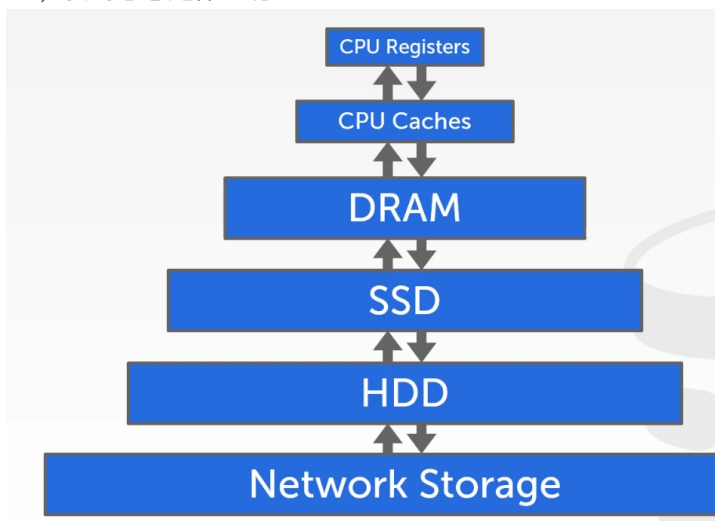 CPU Registers
CPU Caches
DRAM
SSD
HDD
Network Storage